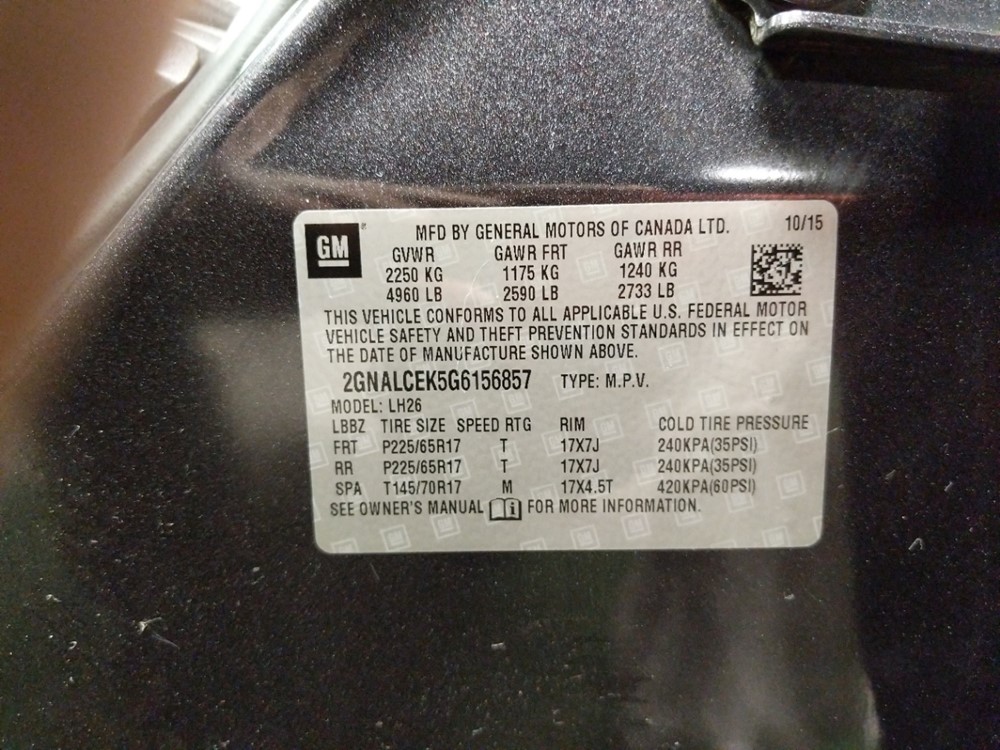 GM ®
MFD BY GENERAL MOTORS OF CANADA LTD. 10/15
GVWR GAWR FRT GAWR RR
2250 KG 1175 KG 1240 KG
4960 LB 2590 LB 2733 LB
THIS VEHICLE CONFORMS TO ALL APPLICABLE U.S. FEDERAL MOTOR
VEHICLE SAFETY AND THEFT PREVENTION STANDARDS IN EFFECT ON
THE DATE OF MANUFACTURE SHOWN ABOVE.
2GNALCEK5G6156857 TYPE: M.P.V.
MODEL: LH26
LBBZ TIRE SIZE SPEED RTG RIM COLD TIRE PRESSURE
FRT P225/65R17 T 17X7J 240KPA(35PSI)
RR P225/65R17 T 17X7J 240KPA(35PSI)
SPA T145/70R17 M 17X4.5T 420KPA(60PSI)
SEE OWNER'S MANUAL FOR MORE INFORMATION.